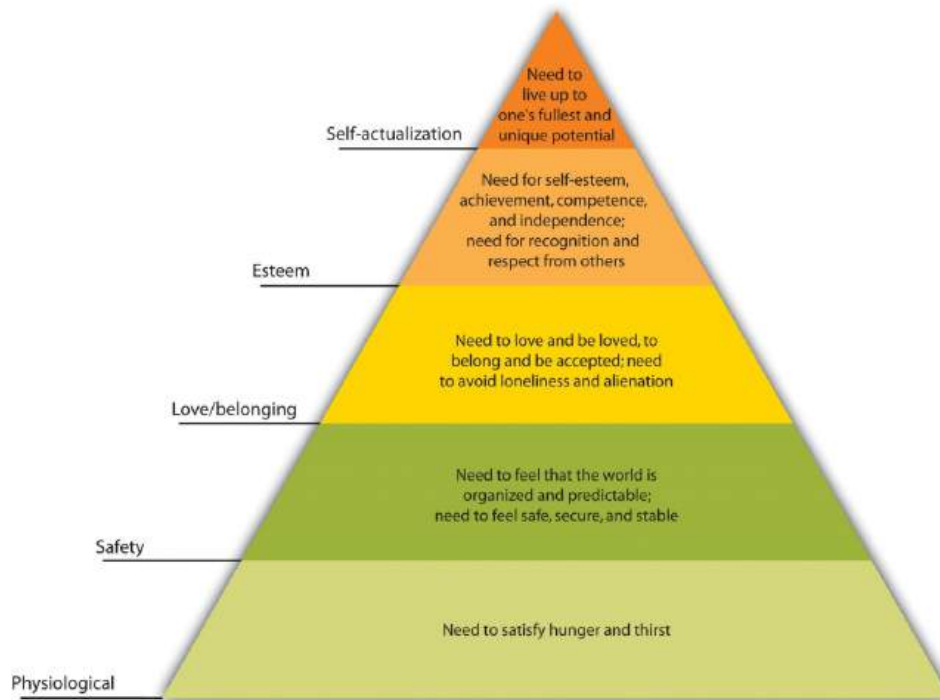 Need to
live up to
one's fullest and
unique potential
Self-actualization
Need for self-esteem,
achievement, competence,
and independence;
need for recognition and
respect from others
Esteem
Need to love and be loved, to
belong and be accepted; need
to avoid loneliness and alienation
Love/belonging
Need to feel that the world is
organized and predictable;
need to feel safe, secure, and stable
Safety
Need to satisfy hunger and thirst
Physiological